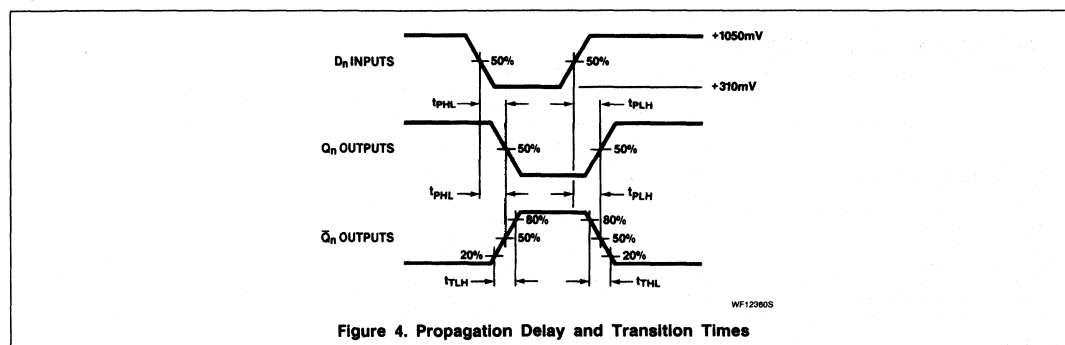 +1050mV
Dₙ INPUTS
50%
50%
+310mV
tPHL
tPLH
Qₙ OUTPUTS
50%
50%
tPHL
tPLH
80%
80%
Q̅ₙ OUTPUTS
50%
50%
20%
20%
tTLH
tTHL
WF12360S
Figure 4. Propagation Delay and Transition Times